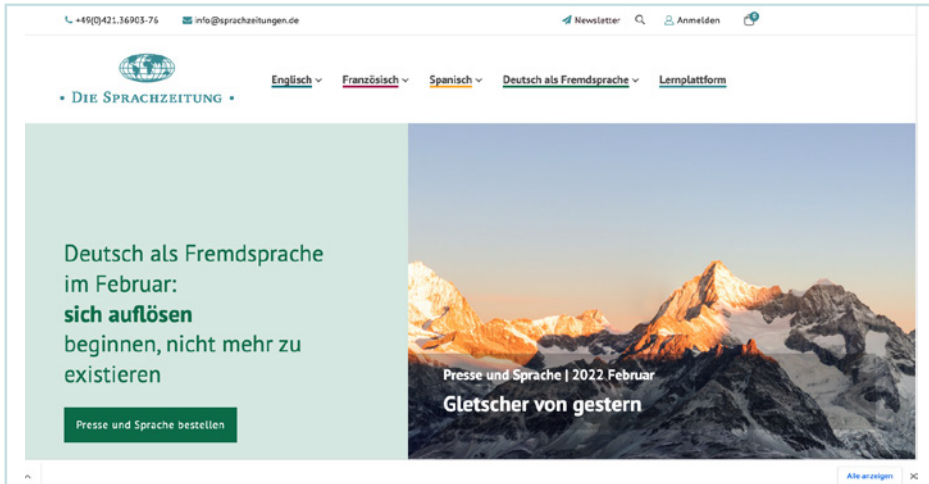 +49(0)421.36903-76 info@sprachzeitungen.de Newsletter Anmelden 0
• DIE SPRACHZEITUNG •
Englisch Französisch Spanisch Deutsch als Fremdsprache Lernplattform
Deutsch als Fremdsprache
im Februar:
sich auflösen
beginnen, nicht mehr zu
existieren
Presse und Sprache bestellen
Presse und Sprache | 2022 Februar
Gletscher von gestern
Alle anzeigen